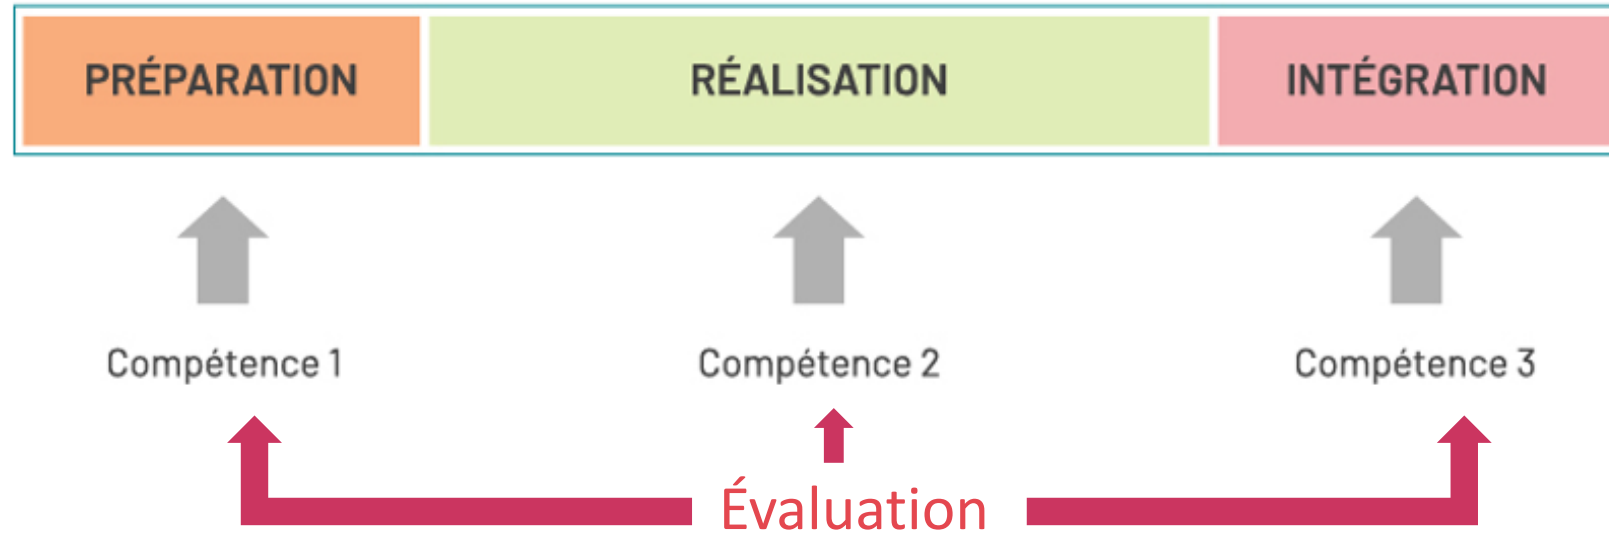 PRÉPARATION RÉALISATION INTÉGRATION
Compétence 1 Compétence 2 Compétence 3
Évaluation